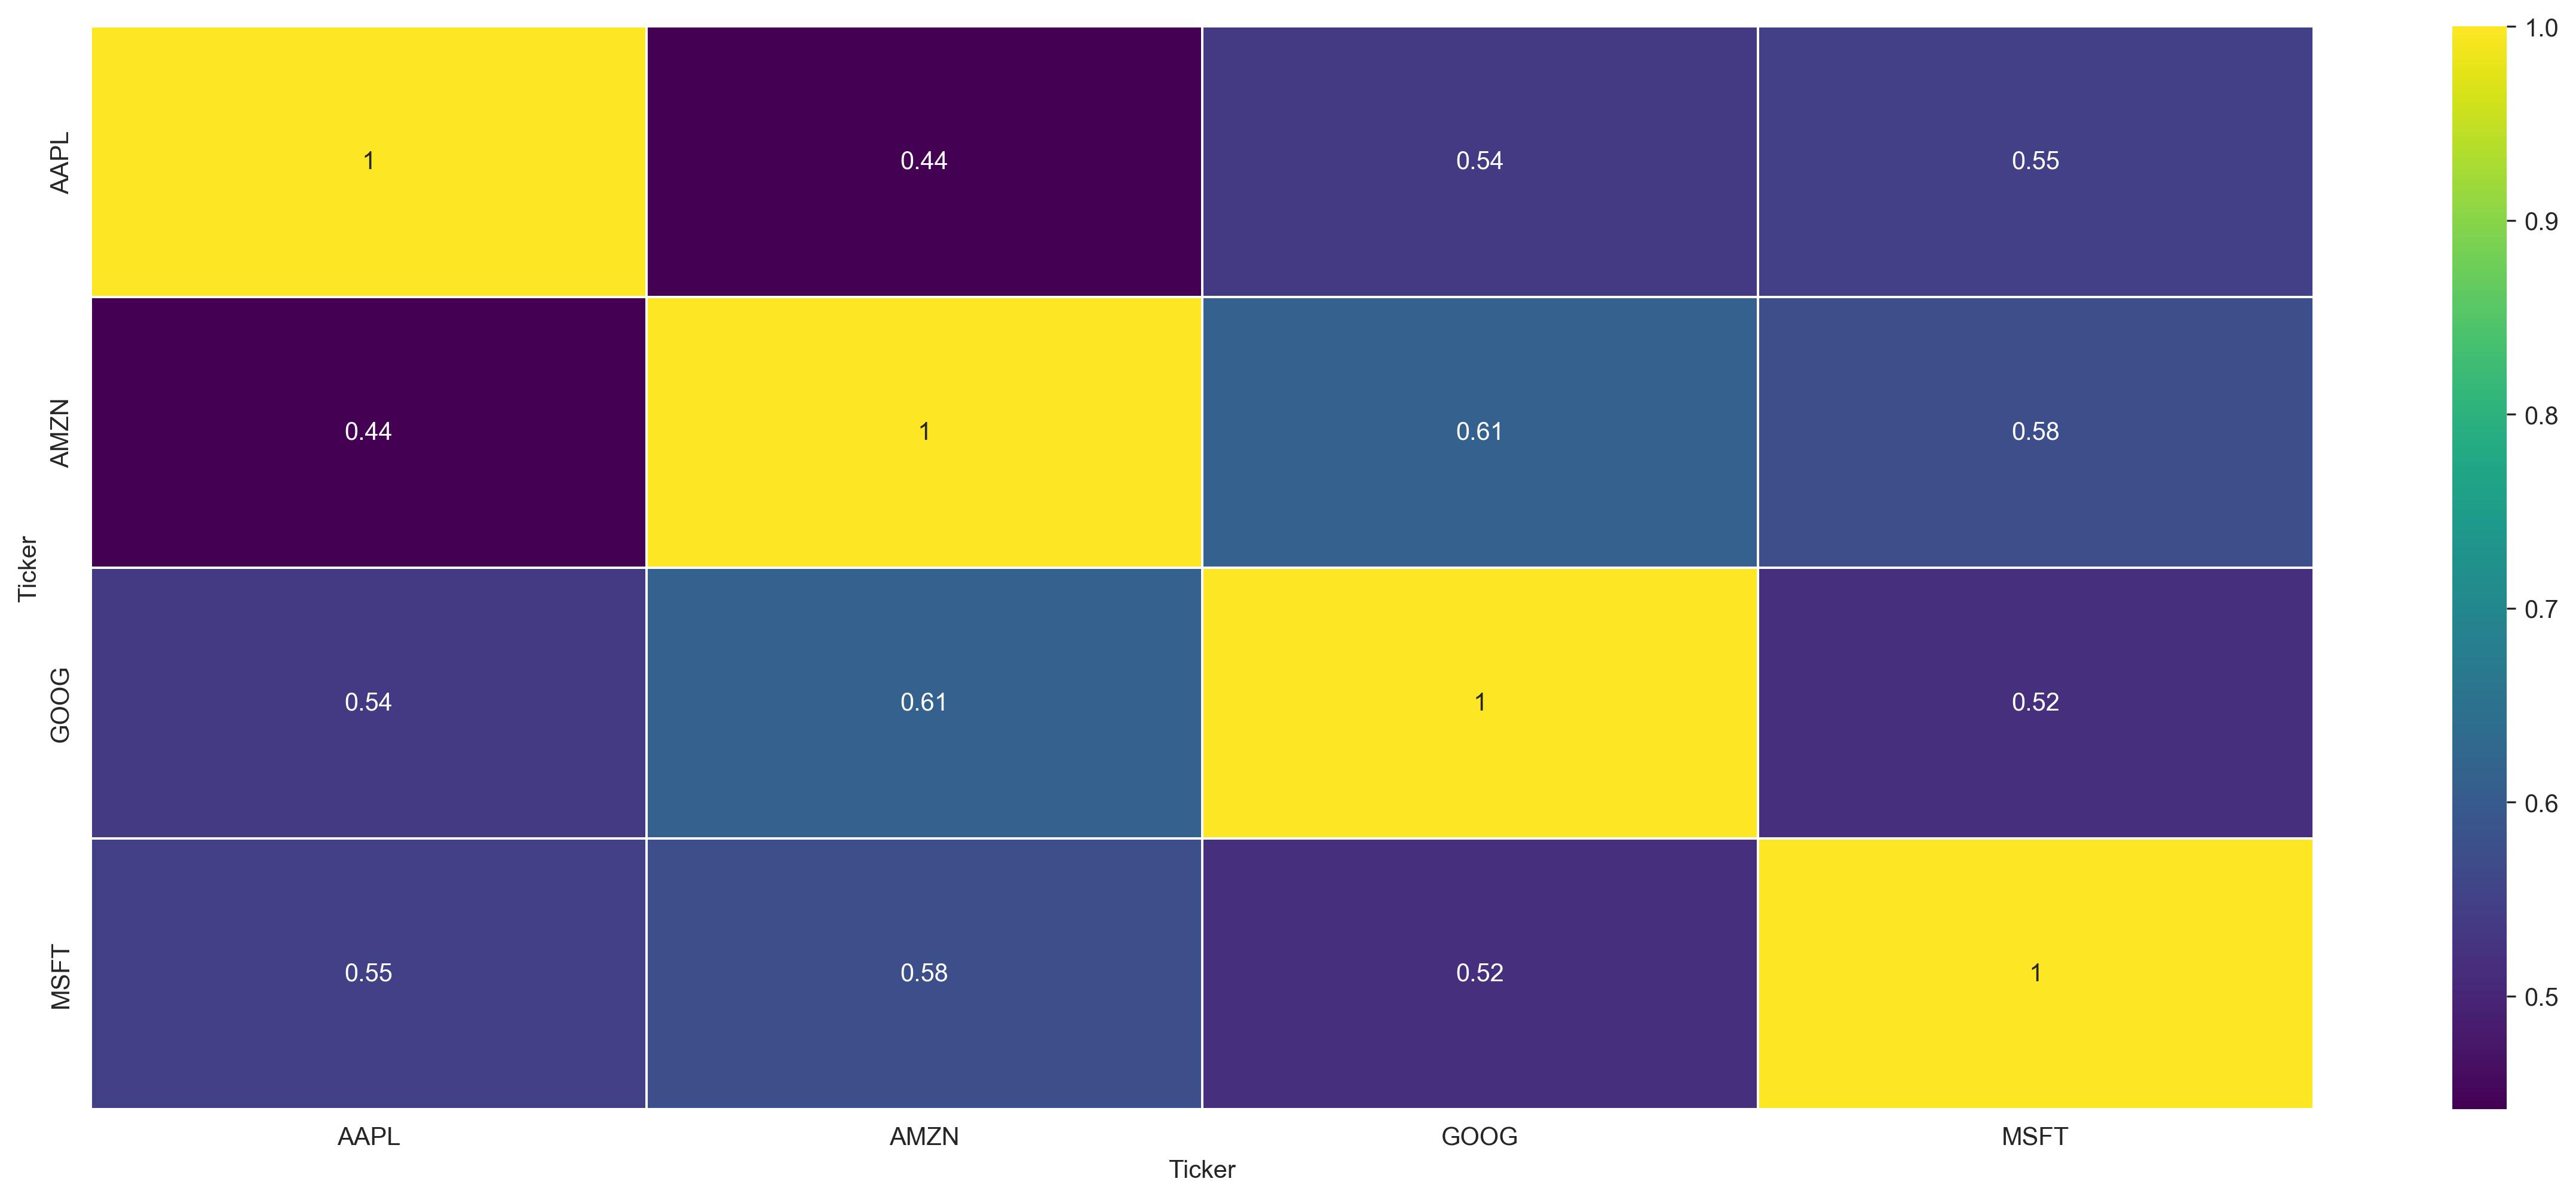 1.0
AAPL 1 0.44 0.54 0.55
0.9
AMZN 0.44 1 0.61 0.58
0.8
Ticker
0.7
GOOG 0.54 0.61 1 0.52
0.6
MSFT 0.55 0.58 0.52 1
0.5
AAPL AMZN GOOG MSFT
Ticker